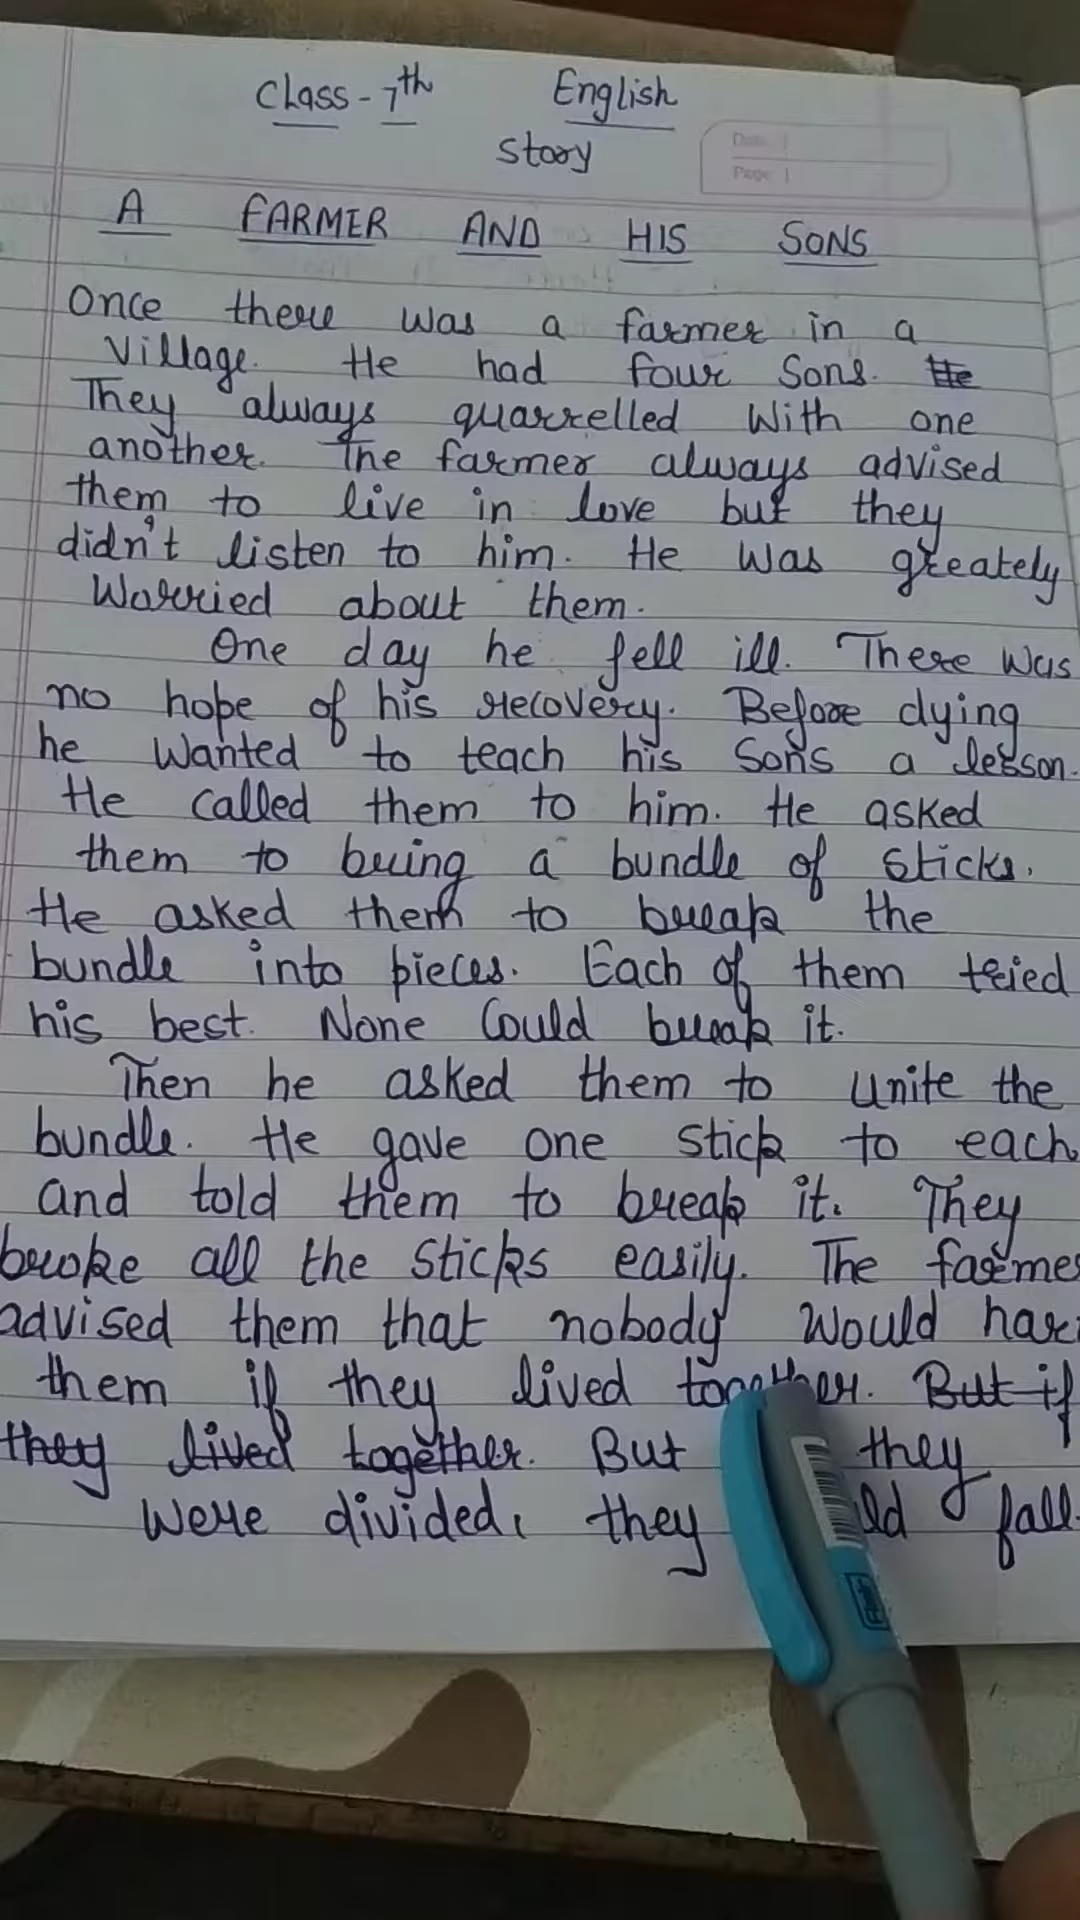 Class - 7th English
Story
Date
Page
A FARMER AND HIS SONS
Once there was a farmer in a
Village. He had four Sons. He
They always quarrelled With one
another. The farmer always advised
them to live in love but they
didn't listen to him. He was greately
Worried about them.
One day he fell ill. There was
no hope of his recovery. Before dying
he wanted to teach his Sons a lesson.
He called them to him. He asked
them to bring a bundle of sticks.
He asked them to break the
bundle into pieces. Each of them tried
his best. None Could break it.
Then he asked them to unite the
bundle. He gave one stick to each
and told them to break it. They
broke all the sticks easily. The farme
advised them that nobody would har
them if they lived together. But if
they lived together. But they
were divided, they fall.